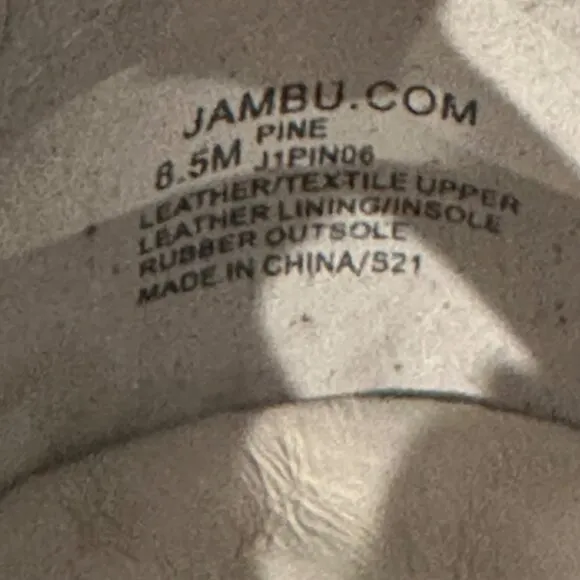 JAMBU.COM
PINE
8.5M J1PIN06
LEATHER/TEXTILE UPPER
LEATHER LINING/INSOLE
RUBBER OUTSOLE
MADE IN CHINA/S21